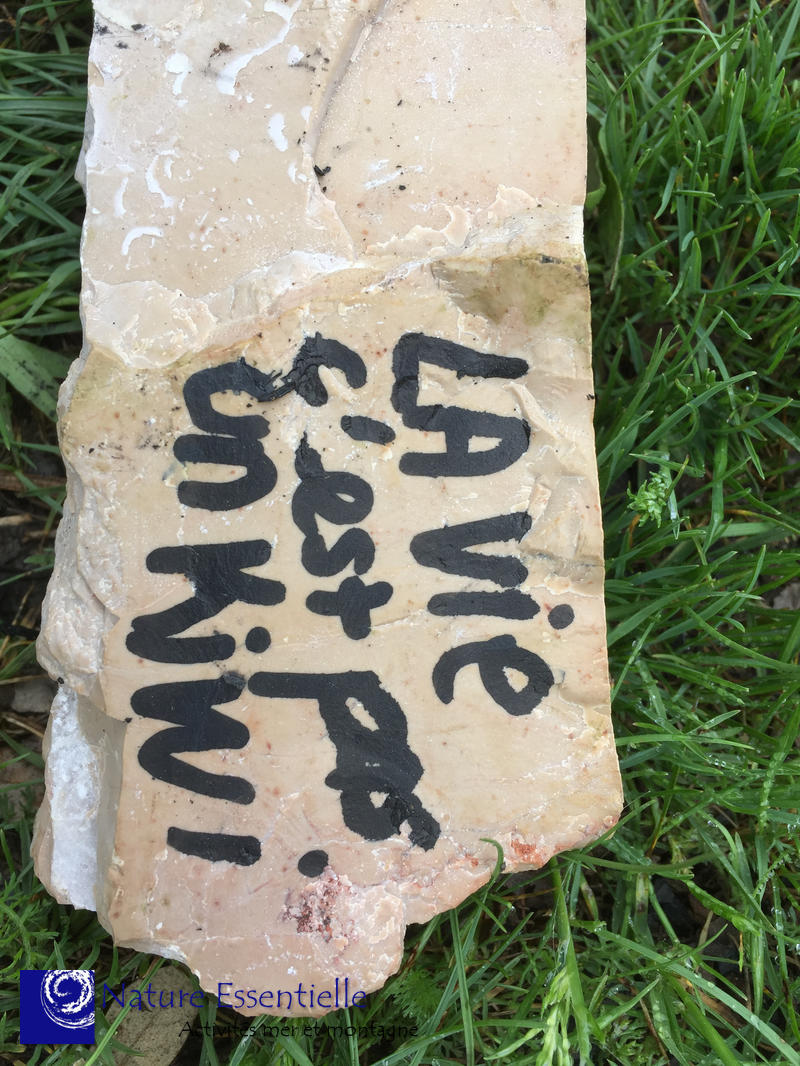 LA Vie
c'est pas
un KiWi
Nature Essentielle
Activités mer et montagne